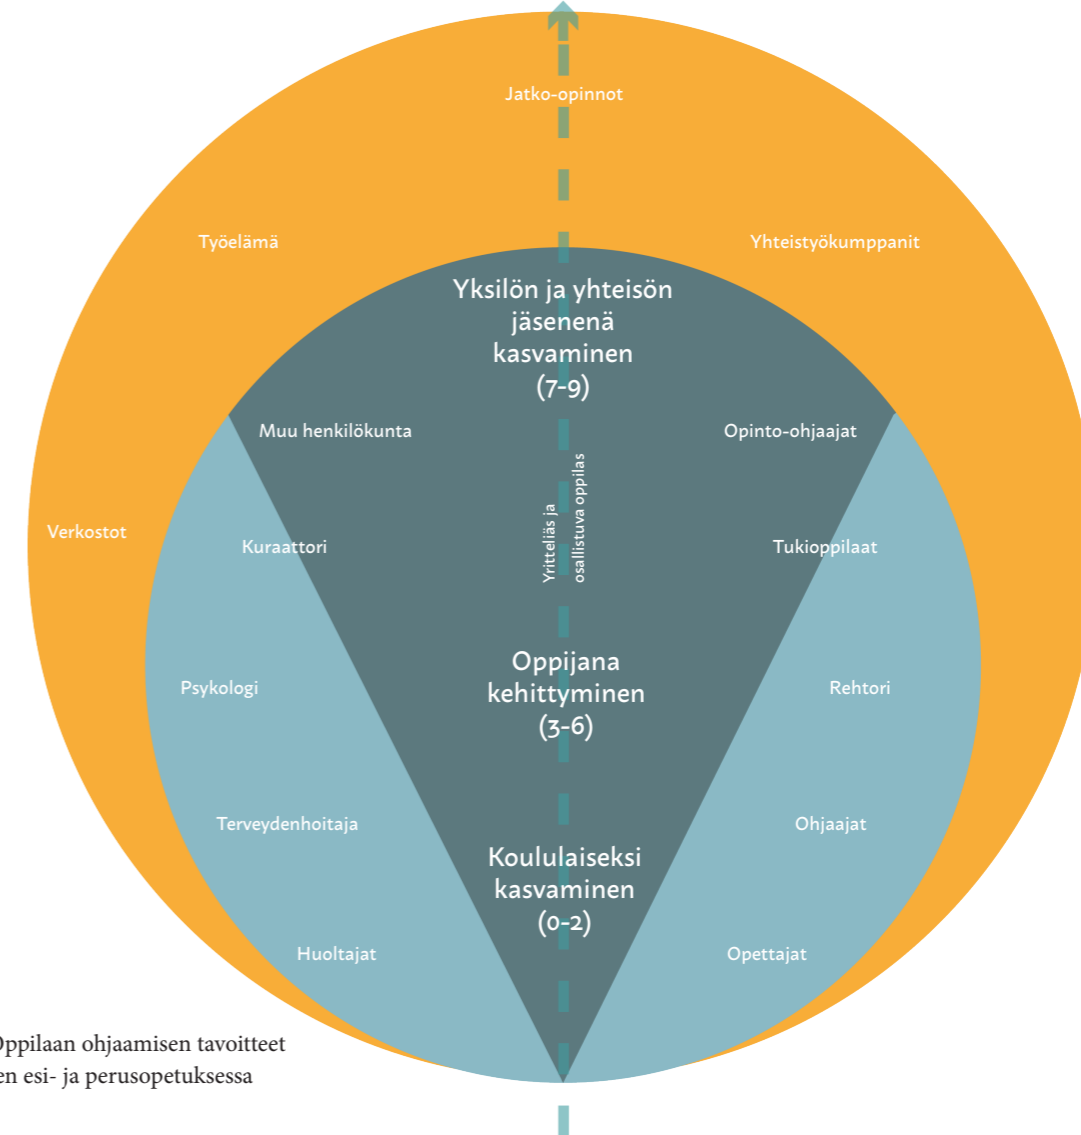 Jatko-opinnot
Työelämä
Yhteistyökumppanit
Yksilön ja yhteisön
jäsenenä
kasvaminen
(7-9)
Muu henkilökunta
Opinto-ohjaajat
Verkostot
Kuraattori
Yritteliäs ja
osallistuva oppilas
Tukioppilaat
Oppijana
kehittyminen
(3-6)
Psykologi
Rehtori
Terveydenhoitaja
Ohjaajat
Koululaiseksi
kasvaminen
(0-2)
Huoltajat
Opettajat
Oppilaan ohjaamisen tavoitteet
esi- ja perusopetuksessa